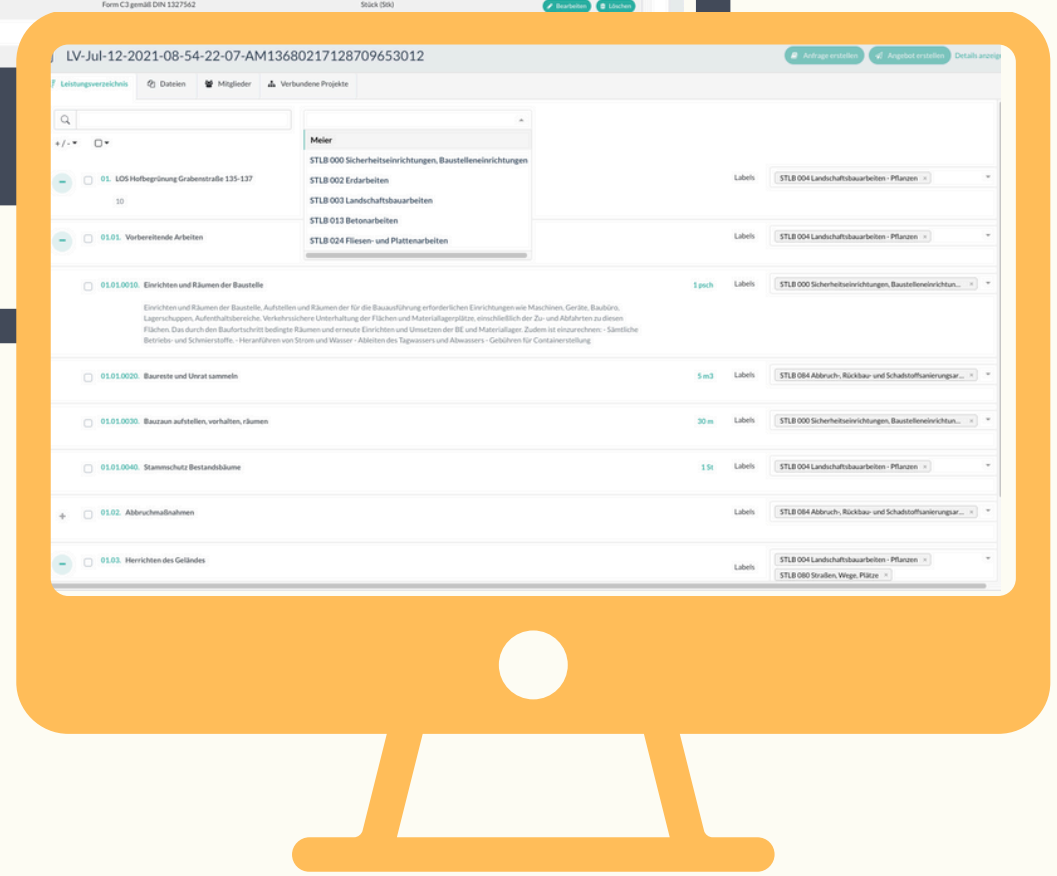 Form C3 gemäß DIN 1327562 Stück (Stk) Bearbeiten Löschen
LV-Jul-12-2021-08-54-22-07-AM13680217128709653012 Anfrage erstellen Angebot erstellen Details anzeige
Leistungsverzeichnis Dateien Mitglieder Verbundene Projekte
+ / -
Meier
STLB 000 Sicherheitseinrichtungen, Baustelleneinrichtungen
STLB 002 Erdarbeiten
STLB 003 Landschaftsbauarbeiten
STLB 013 Betonarbeiten
STLB 024 Fliesen- und Plattenarbeiten
01. LOS Hofbegrünung Grabenstraße 135-137 Labels STLB 004 Landschaftsbauarbeiten - Pflanzen ×
10
01.01. Vorbereitende Arbeiten Labels STLB 004 Landschaftsbauarbeiten - Pflanzen ×
01.01.0010. Einrichten und Räumen der Baustelle 1 psch Labels STLB 000 Sicherheitseinrichtungen, Baustelleneinrichtun... ×
Einrichten und Räumen der Baustelle, Aufstellen und Räumen der für die Bauausführung erforderlichen Einrichtungen wie Maschinen, Geräte, Baubüro,
Lagerschuppen, Aufenthaltsbereiche. Verkehrssichere Unterhaltung der Flächen und Materiallagerplätze, einschließlich der Zu- und Abfahrten zu diesen
Flächen. Das durch den Baufortschritt bedingte Räumen und erneute Einrichten und Umsetzen der BE und Materiallager. Zudem ist einzurechnen: - Sämtliche
Betriebs- und Schmierstoffe. - Heranführen von Strom und Wasser - Ableiten des Tagwassers und Abwassers - Gebühren für Containerstellung
01.01.0020. Baureste und Unrat sammeln 5 m3 Labels STLB 084 Abbruch-, Rückbau- und Schadstoffsanierungsar... ×
01.01.0030. Bauzaun aufstellen, vorhalten, räumen 30 m Labels STLB 000 Sicherheitseinrichtungen, Baustelleneinrichtun... ×
01.01.0040. Stammschutz Bestandsbäume 1 St Labels STLB 004 Landschaftsbauarbeiten - Pflanzen ×
01.02. Abbruchmaßnahmen Labels STLB 084 Abbruch-, Rückbau- und Schadstoffsanierungsar... ×
01.03. Herrichten des Geländes Labels STLB 004 Landschaftsbauarbeiten - Pflanzen ×
STLB 080 Straßen, Wege, Plätze ×